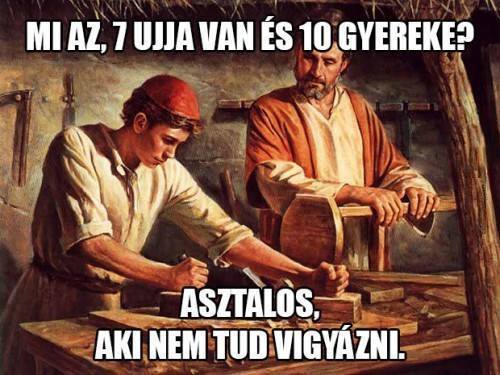 MI AZ, 7 UJJA VAN ÉS 10 GYEREKE?
ASZTALOS,
AKI NEM TUD VIGYÁZNI.